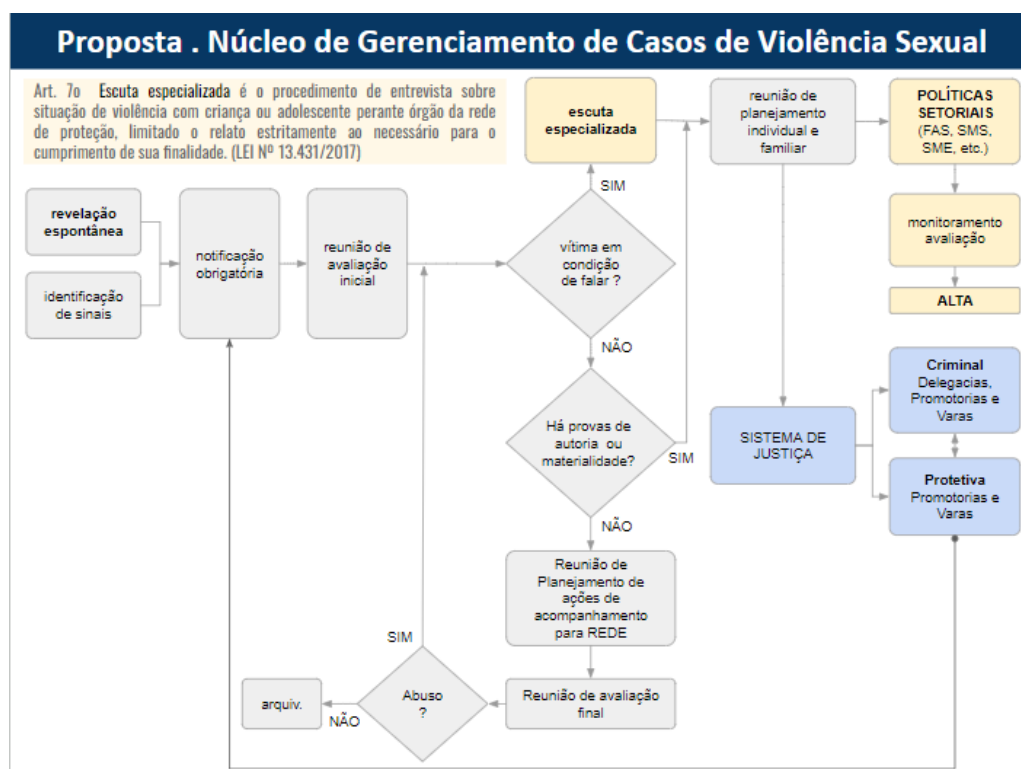 Proposta . Núcleo de Gerenciamento de Casos de Violência Sexual
Art. 7o Escuta especializada é o procedimento de entrevista sobre
situação de violência com criança ou adolescente perante órgão da rede
de proteção, limitado o relato estritamente ao necessário para o
cumprimento de sua finalidade. (LEI Nº 13.431/2017)
escuta
especializada
reunião de
planejamento
individual e
familiar
POLÍTICAS
SETORIAIS
(FAS, SMS,
SME, etc.)
SIM
revelação
espontânea
identificação
de sinais
notificação
obrigatória
reunião de
avaliação
inicial
vítima em
condição
de falar ?
monitoramento
avaliação
ALTA
NÃO
Há provas de
autoria ou
materialidade?
SIM
SISTEMA DE
JUSTIÇA
Criminal
Delegacias,
Promotorias e
Varas
Protetiva
Promotorias e
Varas
NÃO
Reunião de
Planejamento de
ações de
acompanhamento
para REDE
SIM
Reunião de avaliação
final
Abuso
?
NÃO
arquiv.